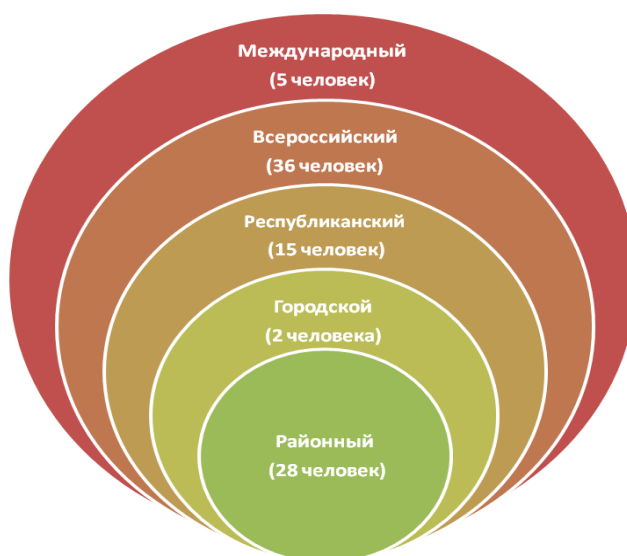 Международный
(5 человек)
Всероссийский
(36 человек)
Республиканский
(15 человек)
Городской
(2 человека)
Районный
(28 человек)